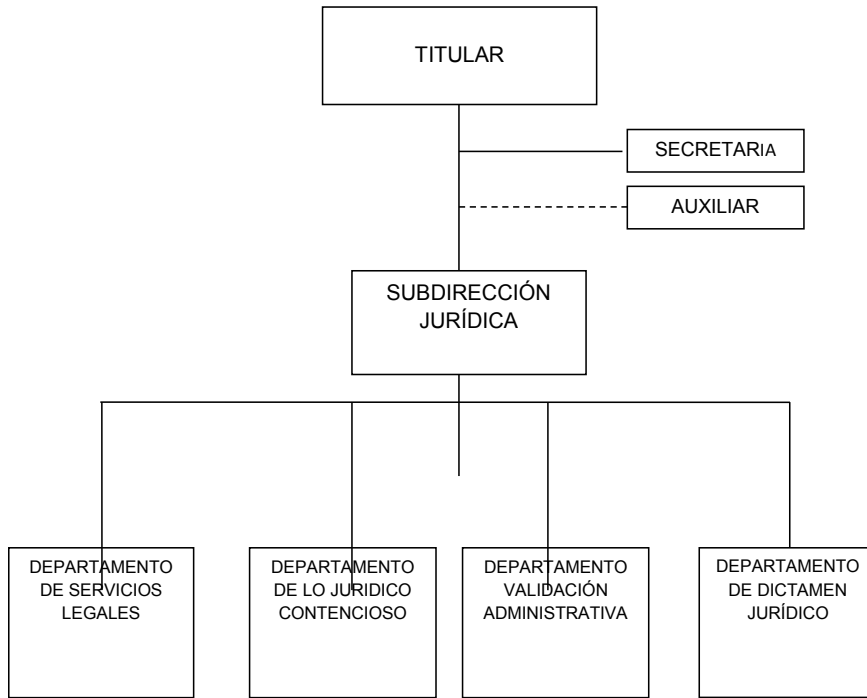 TITULAR
SECRETARIA
AUXILIAR
SUBDIRECCIÓN
JURÍDICA
DEPARTAMENTO
DE SERVICIOS
LEGALES
DEPARTAMENTO
DE LO JURIDICO
CONTENCIOSO
DEPARTAMENTO
VALIDACIÓN
ADMINISTRATIVA
DEPARTAMENTO
DE DICTAMEN
JURÍDICO